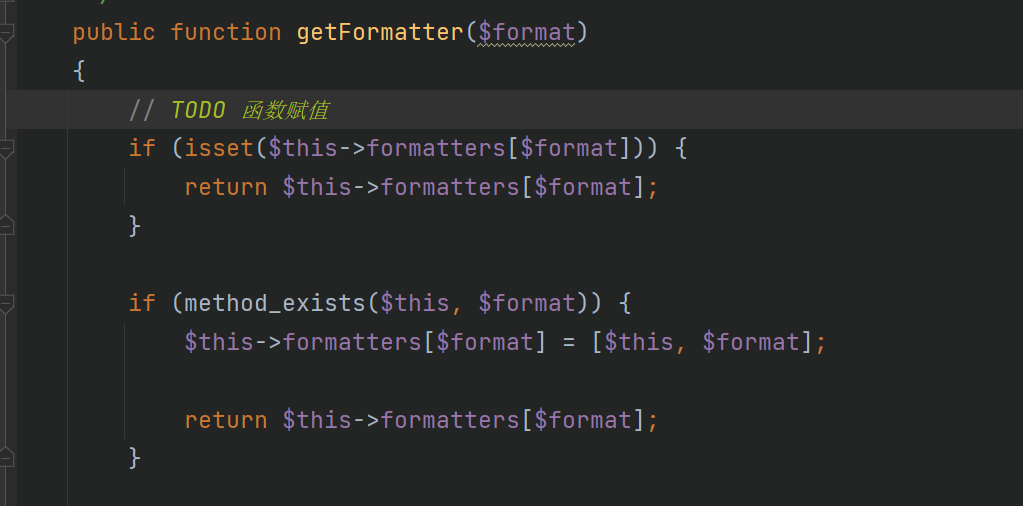 public function getFormatter($format)
{
// TODO 函数赋值
if (isset($this->formatters[$format])) {
return $this->formatters[$format];
}
if (method_exists($this, $format)) {
$this->formatters[$format] = [$this, $format];
return $this->formatters[$format];
}